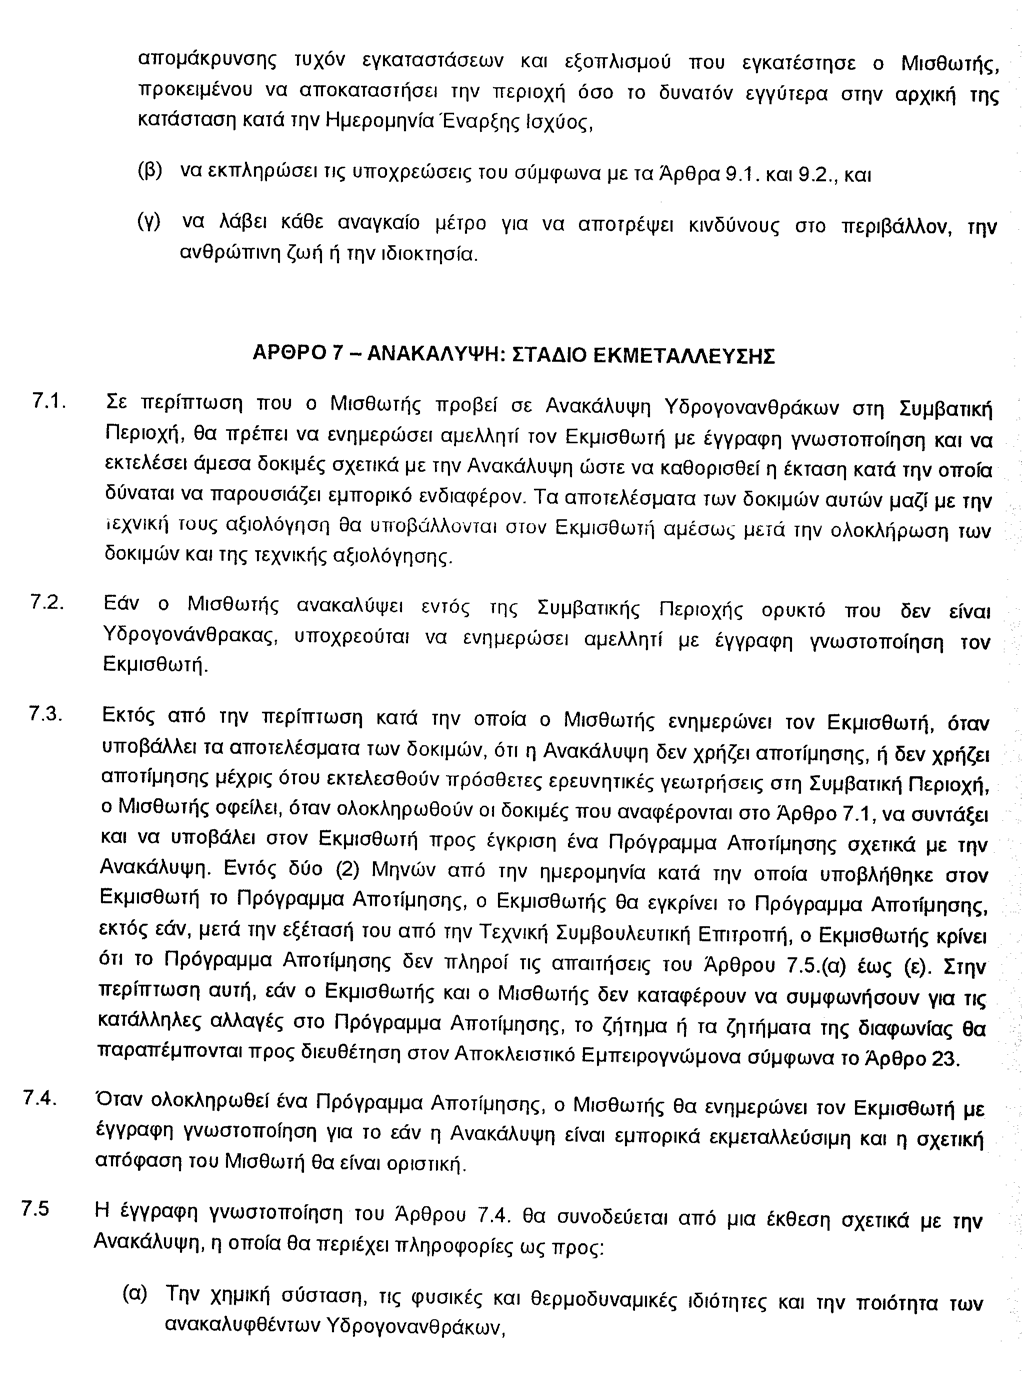 απομάκρυνσης τυχόν εγκαταστάσεων και εξοπλισμού που εγκατέστησε ο Μισθωτής,
προκειμένου να αποκαταστήσει την περιοχή όσο το δυνατόν εγγύτερα στην αρχική της
κατάσταση κατά την Ημερομηνία Έναρξης Ισχύος,
(β) να εκπληρώσει τις υποχρεώσεις του σύμφωνα με τα Άρθρα 9.1. και 9.2., και
(γ) να λάβει κάθε αναγκαίο μέτρο για να αποτρέψει κινδύνους στο περιβάλλον, την
ανθρώπινη ζωή ή την ιδιοκτησία.
ΑΡΘΡΟ 7 – ΑΝΑΚΑΛΥΨΗ: ΣΤΑΔΙΟ ΕΚΜΕΤΑΛΛΕΥΣΗΣ
7.1. Σε περίπτωση που ο Μισθωτής προβεί σε Ανακάλυψη Υδρογονανθράκων στη Συμβατική
Περιοχή, θα πρέπει να ενημερώσει αμελλητί τον Εκμισθωτή με έγγραφη γνωστοποίηση και να
εκτελέσει άμεσα δοκιμές σχετικά με την Ανακάλυψη ώστε να καθορισθεί η έκταση κατά την οποία
δύναται να παρουσιάζει εμπορικό ενδιαφέρον. Τα αποτελέσματα των δοκιμών αυτών μαζί με την
τεχνική τους αξιολόγηση θα υποβάλλονται στον Εκμισθωτή αμέσως μετά την ολοκλήρωση των
δοκιμών και της τεχνικής αξιολόγησης.
7.2. Εάν ο Μισθωτής ανακαλύψει εντός της Συμβατικής Περιοχής ορυκτό που δεν είναι
Υδρογονάνθρακας, υποχρεούται να ενημερώσει αμελλητί με έγγραφη γνωστοποίηση τον
Εκμισθωτή.
7.3. Εκτός από την περίπτωση κατά την οποία ο Μισθωτής ενημερώνει τον Εκμισθωτή, όταν
υποβάλλει τα αποτελέσματα των δοκιμών, ότι η Ανακάλυψη δεν χρήζει αποτίμησης, ή δεν χρήζει
αποτίμησης μέχρις ότου εκτελεσθούν πρόσθετες ερευνητικές γεωτρήσεις στη Συμβατική Περιοχή,
ο Μισθωτής οφείλει, όταν ολοκληρωθούν οι δοκιμές που αναφέρονται στο Άρθρο 7.1, να συντάξει
και να υποβάλει στον Εκμισθωτή προς έγκριση ένα Πρόγραμμα Αποτίμησης σχετικά με την
Ανακάλυψη. Εντός δύο (2) Μηνών από την ημερομηνία κατά την οποία υποβλήθηκε στον
Εκμισθωτή το Πρόγραμμα Αποτίμησης, ο Εκμισθωτής θα εγκρίνει το Πρόγραμμα Αποτίμησης,
εκτός εάν, μετά την εξέτασή του από την Τεχνική Συμβουλευτική Επιτροπή, ο Εκμισθωτής κρίνει
ότι το Πρόγραμμα Αποτίμησης δεν πληροί τις απαιτήσεις του Άρθρου 7.5.(α) έως (ε). Στην
περίπτωση αυτή, εάν ο Εκμισθωτής και ο Μισθωτής δεν καταφέρουν να συμφωνήσουν για τις
κατάλληλες αλλαγές στο Πρόγραμμα Αποτίμησης, το ζήτημα ή τα ζητήματα της διαφωνίας θα
παραπέμπονται προς διευθέτηση στον Αποκλειστικό Εμπειρογνώμονα σύμφωνα το Άρθρο 23.
7.4. Όταν ολοκληρωθεί ένα Πρόγραμμα Αποτίμησης, ο Μισθωτής θα ενημερώνει τον Εκμισθωτή με
έγγραφη γνωστοποίηση για το εάν η Ανακάλυψη είναι εμπορικά εκμεταλλεύσιμη και η σχετική
απόφαση του Μισθωτή θα είναι οριστική.
7.5 Η έγγραφη γνωστοποίηση του Άρθρου 7.4. θα συνοδεύεται από μια έκθεση σχετικά με την
Ανακάλυψη, η οποία θα περιέχει πληροφορίες ως προς:
(α) Την χημική σύσταση, τις φυσικές και θερμοδυναμικές ιδιότητες και την ποιότητα των
ανακαλυφθέντων Υδρογονανθράκων,